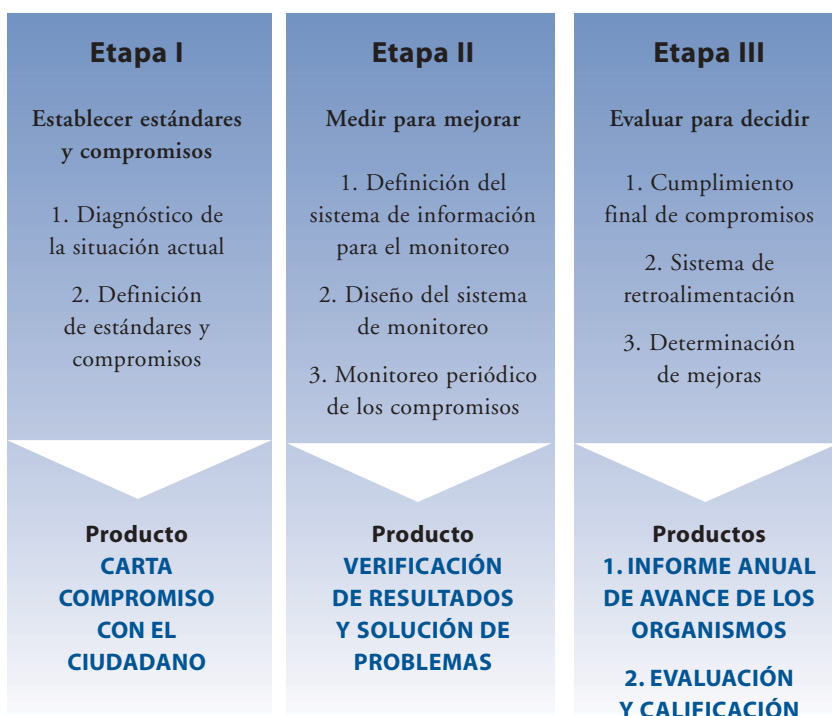 Etapa I
Establecer estándares
y compromisos
1. Diagnóstico de
la situación actual
2. Definición
de estándares y
compromisos
Producto
CARTA
COMPROMISO
CON EL
CIUDADANO
Etapa II
Medir para mejorar
1. Definición del
sistema de información
para el monitoreo
2. Diseño del sistema
de monitoreo
3. Monitoreo periódico
de los compromisos
Producto
VERIFICACIÓN
DE RESULTADOS
Y SOLUCIÓN DE
PROBLEMAS
Etapa III
Evaluar para decidir
1. Cumplimiento
final de compromisos
2. Sistema de
retroalimentación
3. Determinación
de mejoras
Productos
1. INFORME ANUAL
DE AVANCE DE LOS
ORGANISMOS
2. EVALUACIÓN
Y CALIFICACIÓN